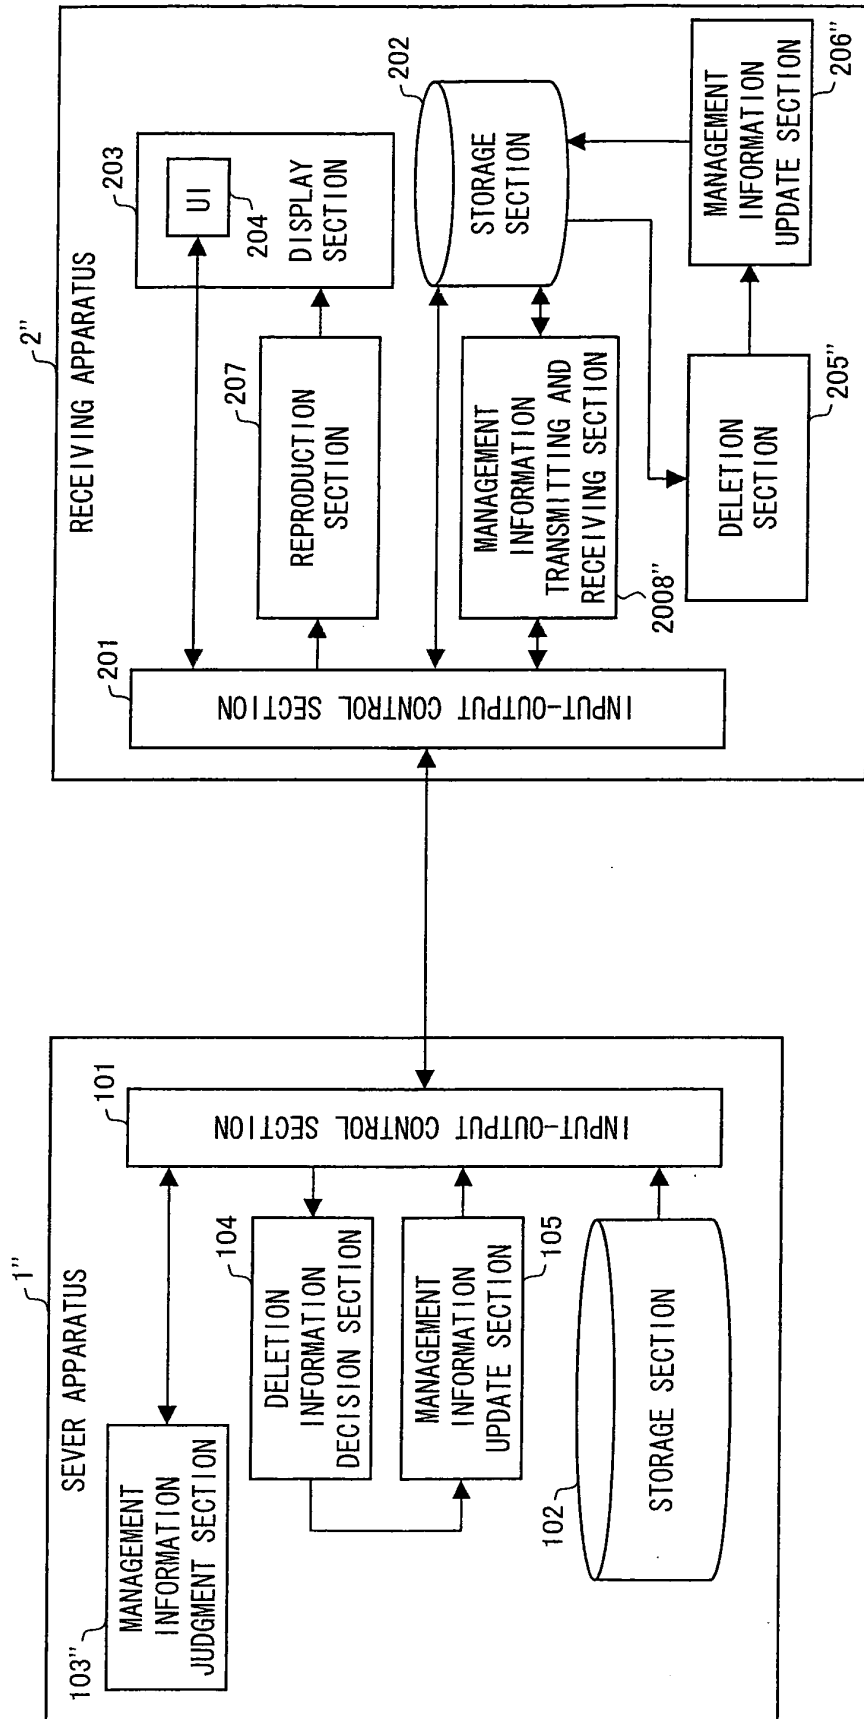 1"
SEVER APPARATUS
103"
MANAGEMENT
INFORMATION
JUDGMENT SECTION
101
INPUT-OUTPUT CONTROL SECTION
104
DELETION
INFORMATION
DECISION SECTION
MANAGEMENT
INFORMATION
UPDATE SECTION
105
102
STORAGE SECTION
2"
RECEIVING APPARATUS
201
INPUT-OUTPUT CONTROL SECTION
203
UI
204
DISPLAY
SECTION
207
REPRODUCTION
SECTION
202
STORAGE
SECTION
MANAGEMENT
INFORMATION
TRANSMITTING AND
RECEIVING SECTION
2008"
DELETION
SECTION
205"
MANAGEMENT
INFORMATION
UPDATE SECTION
206"